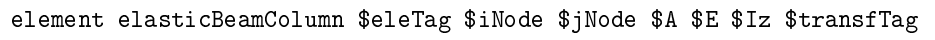 element elasticBeamColumn $eleTag $iNode $jNode $A $E $Iz $transfTag